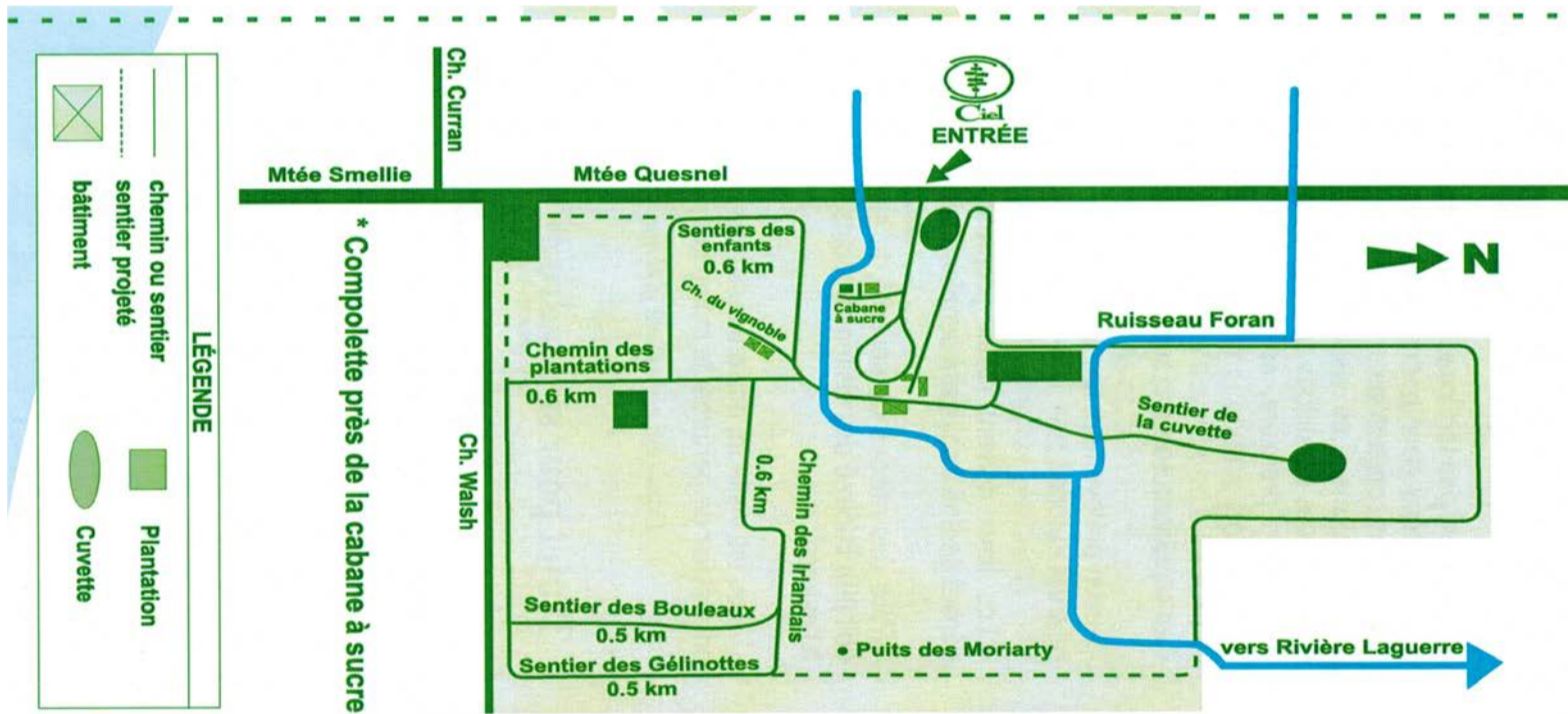 LÉGENDE
chemin ou sentier
sentier projeté
bâtiment
Plantation
Cuvette
* Compolette près de la cabane à sucre
Ch. Curran
Mtée Smellie
Mtée Quesnel
Ciel
ENTRÉE
N
Sentiers des
enfants
0.6 km
Ch. du vignoble
Cabane
à sucre
Ruisseau Foran
Chemin des
plantations
0.6 km
Sentier de
la cuvette
Ch. Walsh
0.6 km
Chemin des Irlandais
Sentier des Bouleaux
0.5 km
Sentier des Gélinottes
0.5 km
Puits des Moriarty
vers Rivière Laguerre